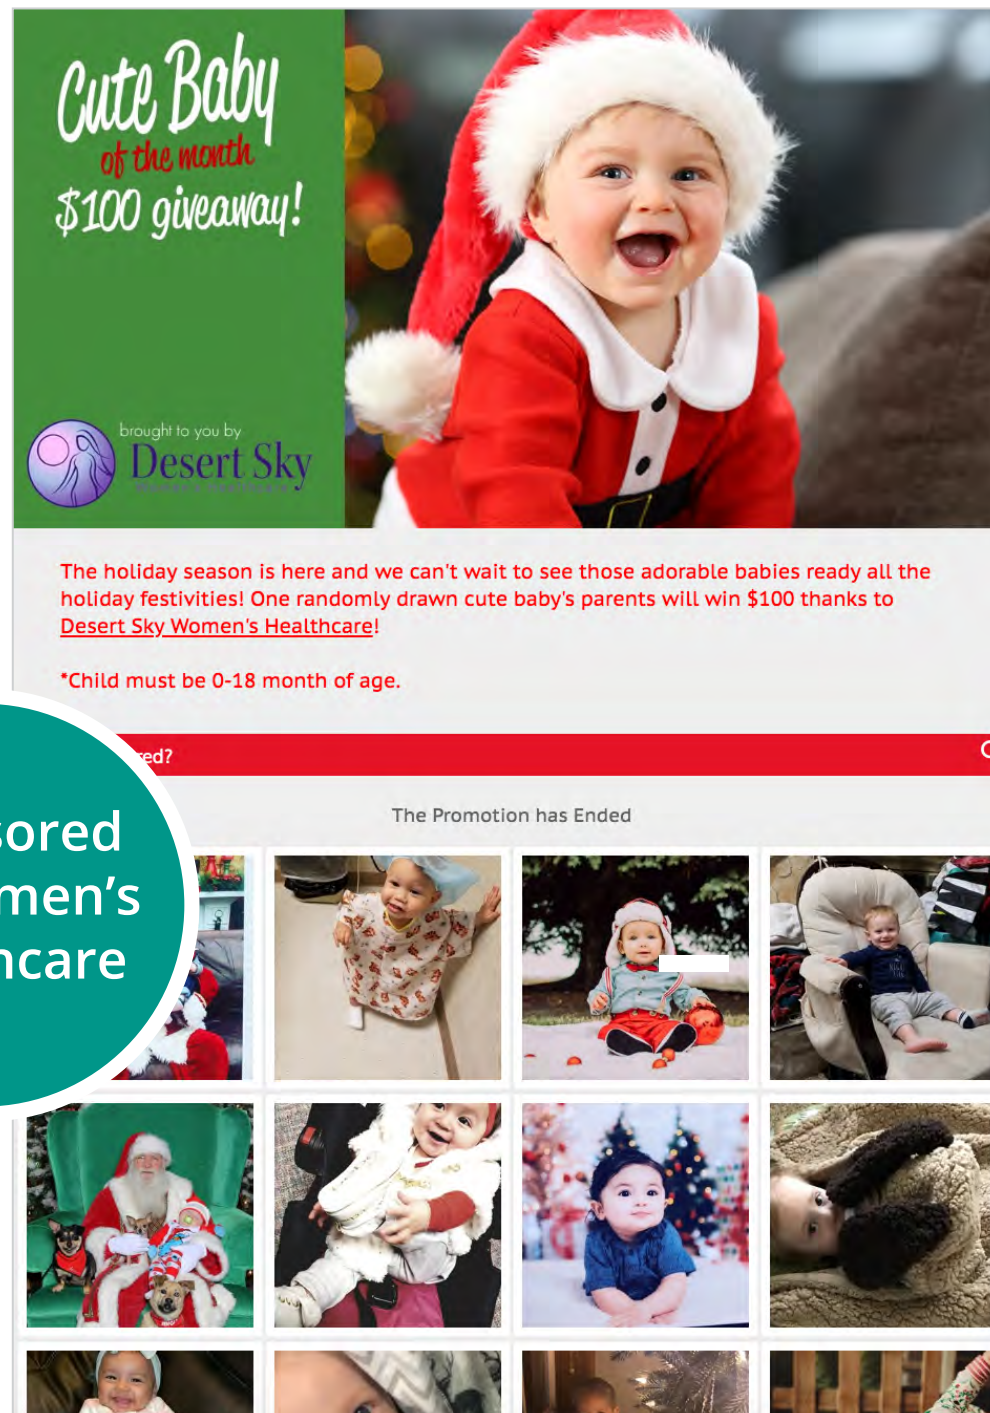 Cute Baby
of the month
$100 giveaway!
brought to you by
Desert Sky
The holiday season is here and we can't wait to see those adorable babies ready all the
holiday festivities! One randomly drawn cute baby's parents will win $100 thanks to
Desert Sky Women's Healthcare!
*Child must be 0-18 month of age.
ed?
The Promotion has Ended
sored
men's
ncare